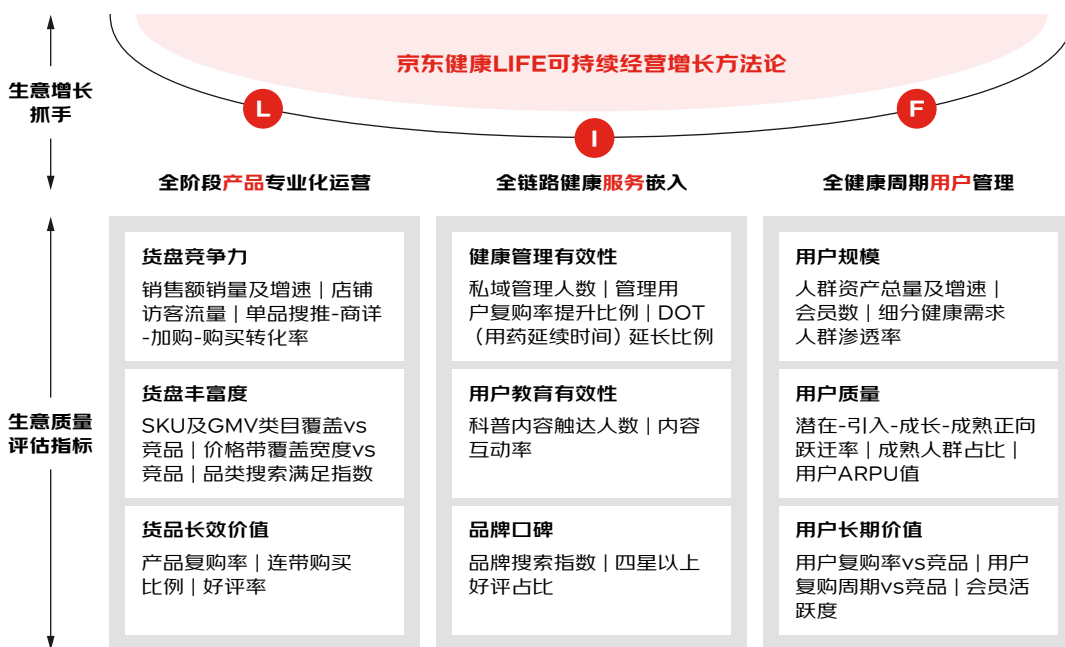 京东健康LIFE可持续经营增长方法论
生意增长
抓手
L
I
F
全阶段产品专业化运营
全链路健康服务嵌入
全健康周期用户管理
生意质量
评估指标
货盘竞争力
销售额销量及增速 | 店铺
访客流量 | 单品搜推-商详
-加购-购买转化率
货盘丰富度
SKU及GMV类目覆盖vs
竞品 | 价格带覆盖宽度vs
竞品 | 品类搜索满足指数
货品长效价值
产品复购率 | 连带购买
比例 | 好评率
健康管理有效性
私域管理人数 | 管理用
户复购率提升比例 | DOT
（用药延续时间）延长比例
用户教育有效性
科普内容触达人数 | 内容
互动率
品牌口碑
品牌搜索指数 | 四星以上
好评占比
用户规模
人群资产总量及增速 |
会员数 | 细分健康需求
人群渗透率
用户质量
潜在-引入-成长-成熟正向
跃迁率 | 成熟人群占比 |
用户ARPU值
用户长期价值
用户复购率vs竞品 | 用户
复购周期vs竞品 | 会员活
跃度